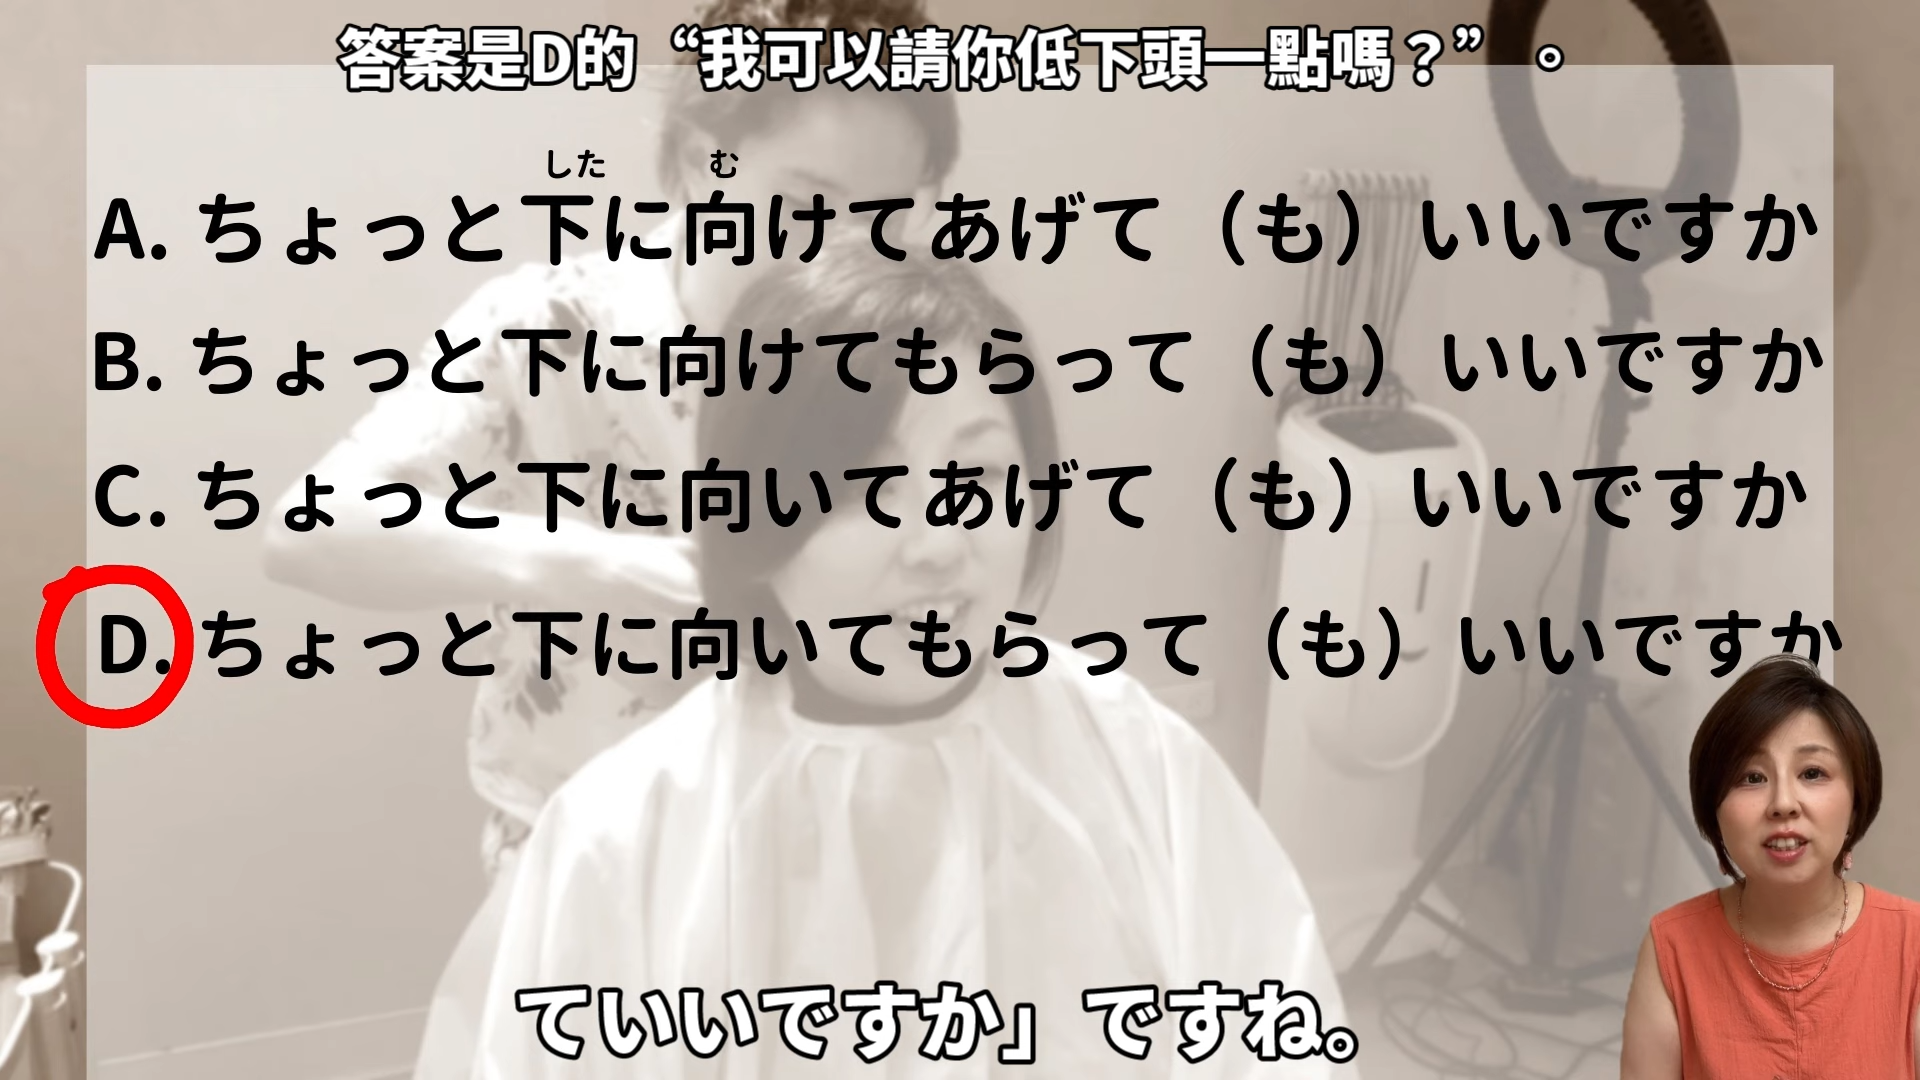 答案是D的“我可以請你低下頭一點嗎？”。
した む
A. ちょっと下に向けてあげて（も）いいですか
B. ちょっと下に向けてもらって（も）いいですか
C. ちょっと下に向いてあげて（も）いいですか
D. ちょっと下に向いてもらって（も）いいですか
ていいですか」ですね。